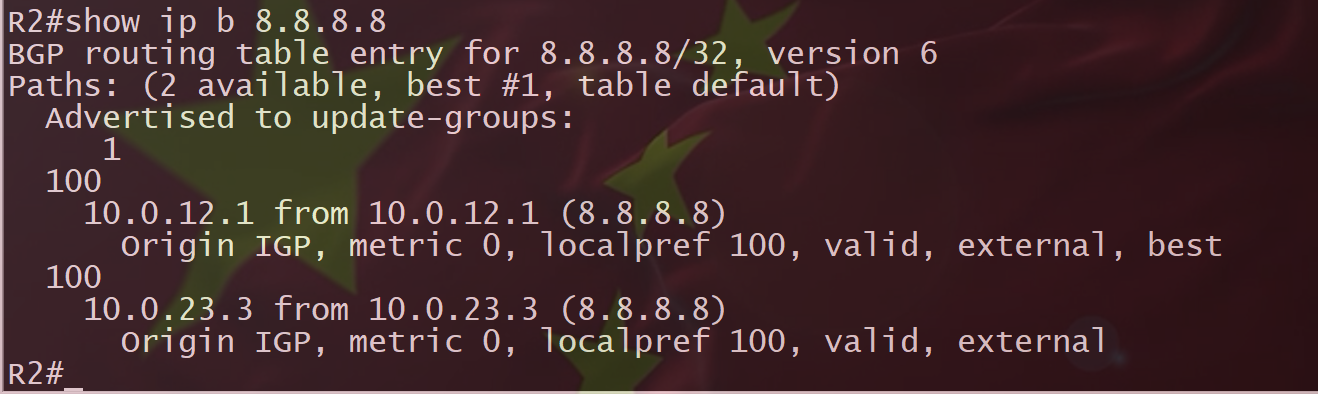 R2#show ip b 8.8.8.8
BGP routing table entry for 8.8.8.8/32, version 6
Paths: (2 available, best #1, table default)
  Advertised to update-groups:
     1
  100
    10.0.12.1 from 10.0.12.1 (8.8.8.8)
      Origin IGP, metric 0, localpref 100, valid, external, best
  100
    10.0.23.3 from 10.0.23.3 (8.8.8.8)
      Origin IGP, metric 0, localpref 100, valid, external
R2#